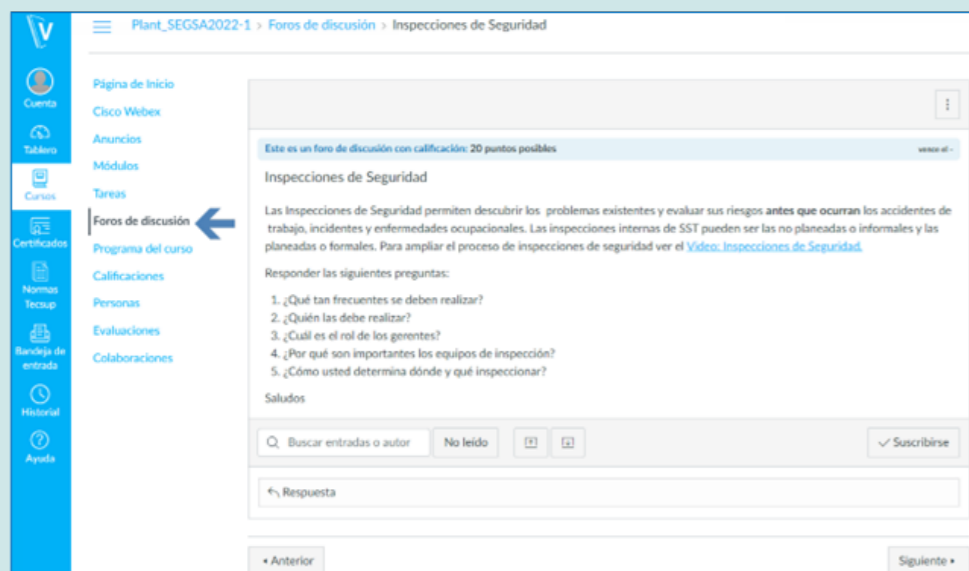 Plant_SEGSA2022-1 > Foros de discusión > Inspecciones de Seguridad
Cuenta
Tablero
Cursos
Certificados
Normas
Tecsup
Bandeja de
entrada
Historial
Ayuda
Página de Inicio
Cisco Webex
Anuncios
Módulos
Tareas
Foros de discusión
Programa del curso
Calificaciones
Personas
Evaluaciones
Colaboraciones
Este es un foro de discusión con calificación: 20 puntos posibles
vence el -
Inspecciones de Seguridad
Las Inspecciones de Seguridad permiten descubrir los problemas existentes y evaluar sus riesgos antes que ocurran los accidentes de
trabajo, incidentes y enfermedades ocupacionales. Las inspecciones internas de SST pueden ser las no planeadas o informales y las
planeadas o formales. Para ampliar el proceso de inspecciones de seguridad ver el Video: Inspecciones de Seguridad.
Responder las siguientes preguntas:
1. ¿Qué tan frecuentes se deben realizar?
2. ¿Quién las debe realizar?
3. ¿Cuál es el rol de los gerentes?
4. ¿Por qué son importantes los equipos de inspección?
5. ¿Cómo usted determina dónde y qué inspeccionar?
Saludos
Buscar entradas o autor
No leído
Suscribirse
Respuesta
Anterior
Siguiente